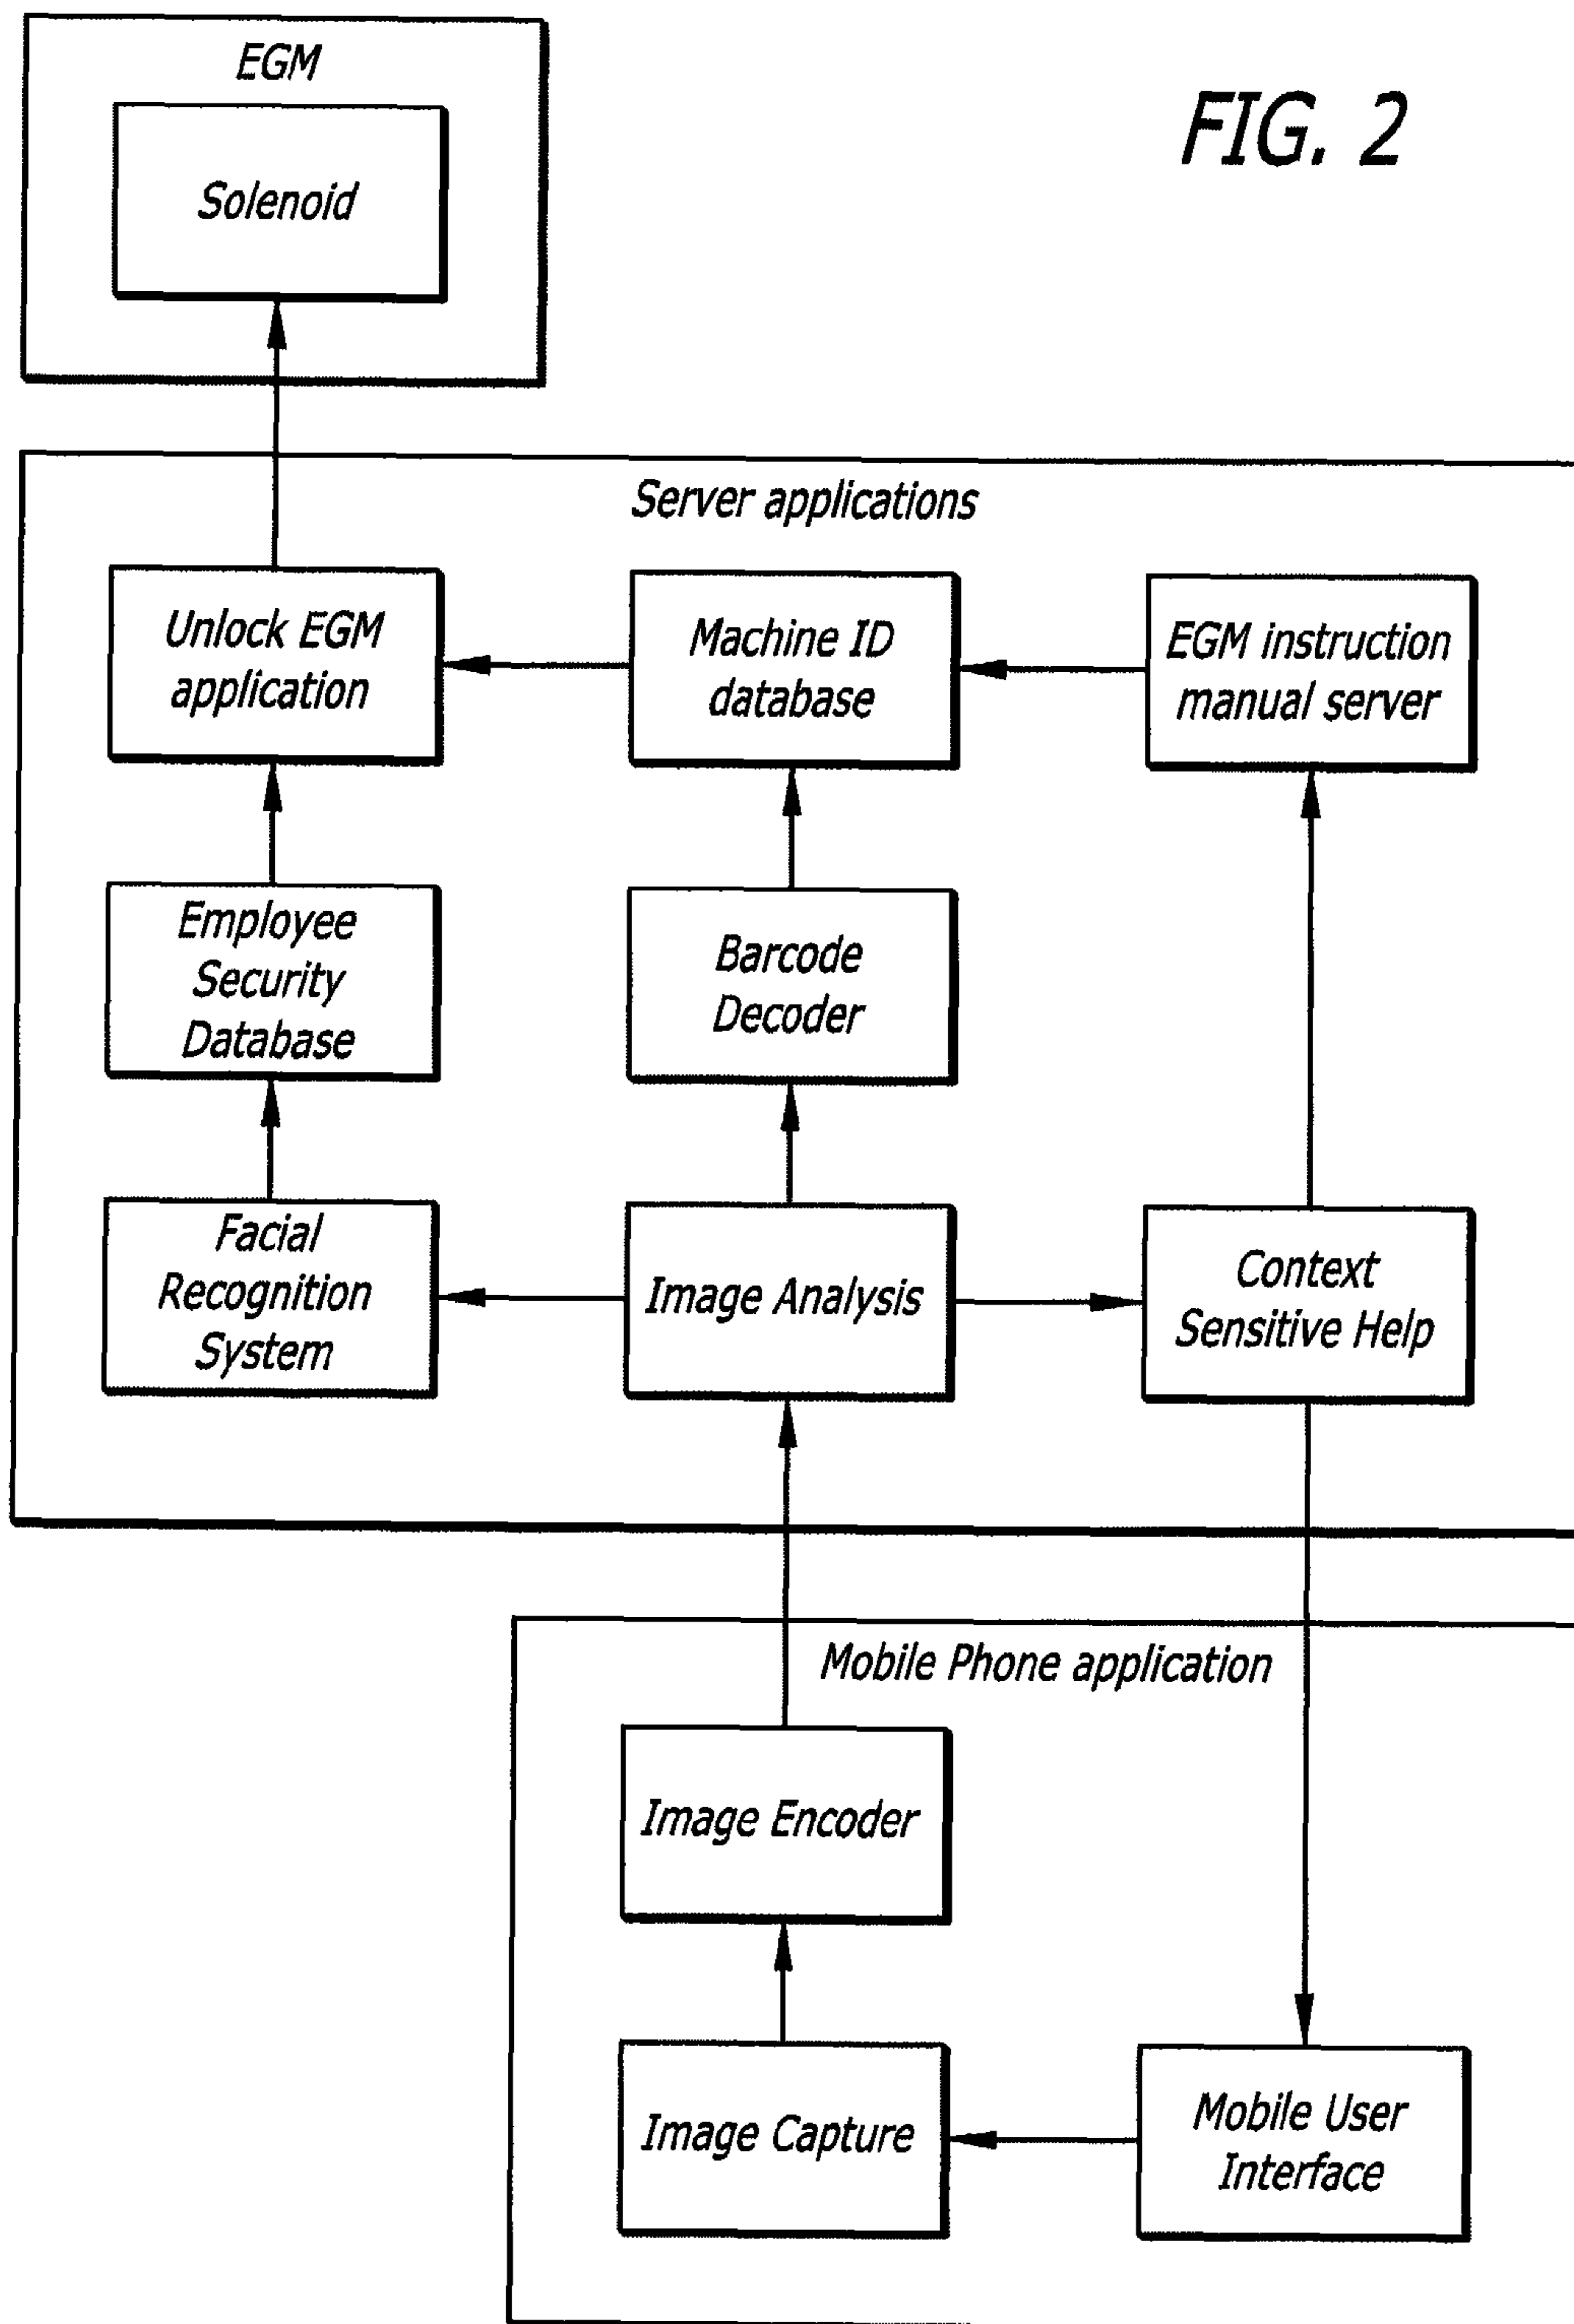 EGM
FIG. 2
Solenoid
Server applications
Unlock EGM
application
Machine ID
database
EGM instruction
manual server
Employee
Security
Database
Barcode
Decoder
Facial
Recognition
System
Image Analysis
Context
Sensitive Help
Mobile Phone application
Image Encoder
Image Capture
Mobile User
Interface